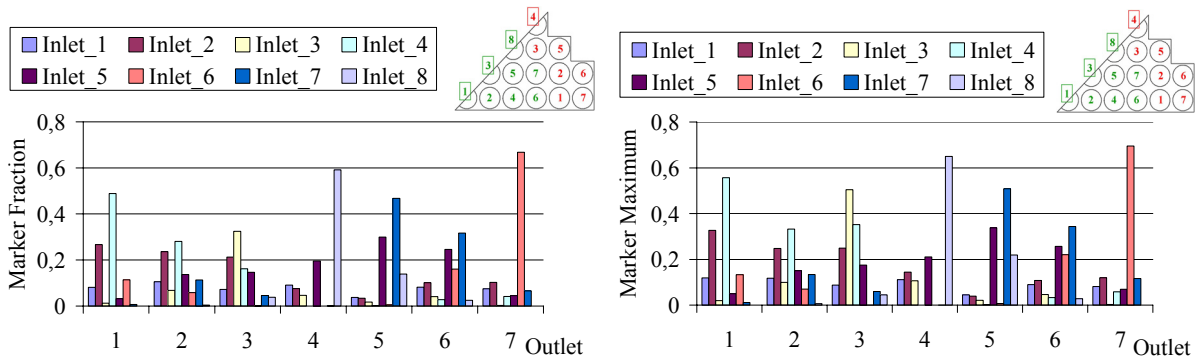 Inlet_1 Inlet_2 Inlet_3 Inlet_4
Inlet_5 Inlet_6 Inlet_7 Inlet_8
4
8 3 5
3 5 7 2 6
1 2 4 6 1 7
Marker Fraction
0,8
0,6
0,4
0,2
0
1 2 3 4 5 6 7 Outlet
Inlet_1 Inlet_2 Inlet_3 Inlet_4
Inlet_5 Inlet_6 Inlet_7 Inlet_8
4
8 3 5
3 5 7 2 6
1 2 4 6 1 7
Marker Maximum
0,8
0,6
0,4
0,2
0
1 2 3 4 5 6 7 Outlet